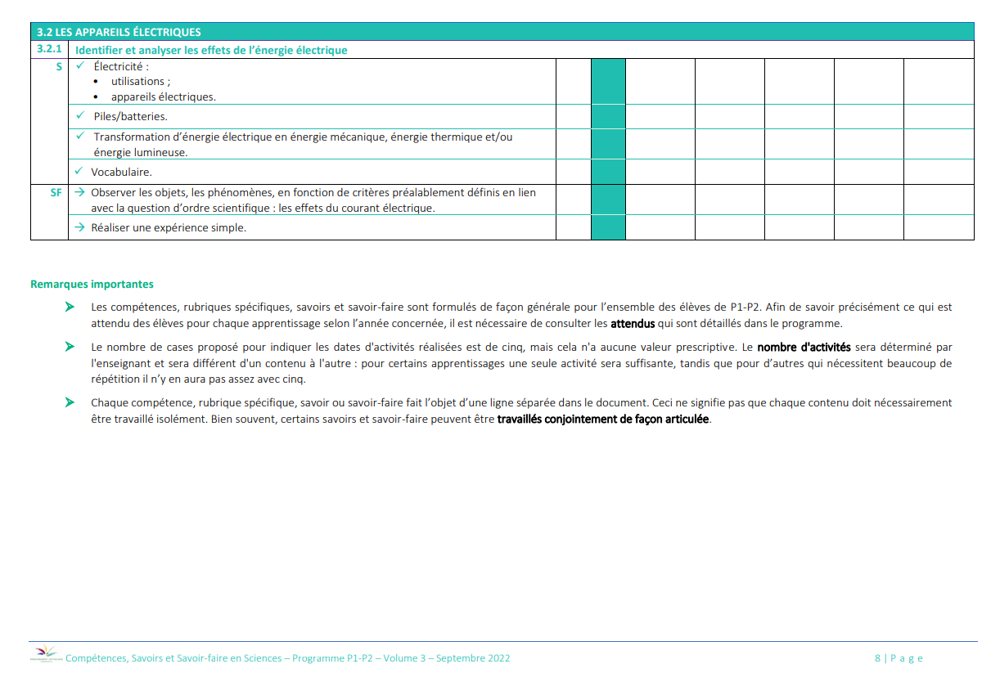 3.2 LES APPAREILS ÉLECTRIQUES
3.2.1 Identifier et analyser les effets de l’énergie électrique
S ✓ Électricité :
• utilisations ;
• appareils électriques.
✓ Piles/batteries.
✓ Transformation d’énergie électrique en énergie mécanique, énergie thermique et/ou
énergie lumineuse.
✓ Vocabulaire.
SF → Observer les objets, les phénomènes, en fonction de critères préalablement définis en lien
avec la question d’ordre scientifique : les effets du courant électrique.
→ Réaliser une expérience simple.
Remarques importantes
➤ Les compétences, rubriques spécifiques, savoirs et savoir-faire sont formulés de façon générale pour l’ensemble des élèves de P1-P2. Afin de savoir précisément ce qui est
attendu des élèves pour chaque apprentissage selon l’année concernée, il est nécessaire de consulter les attendus qui sont détaillés dans le programme.
➤ Le nombre de cases proposé pour indiquer les dates d'activités réalisées est de cinq, mais cela n'a aucune valeur prescriptive. Le nombre d'activités sera déterminé par
l'enseignant et sera différent d'un contenu à l'autre : pour certains apprentissages une seule activité sera suffisante, tandis que pour d’autres qui nécessitent beaucoup de
répétition il n’y en aura pas assez avec cinq.
➤ Chaque compétence, rubrique spécifique, savoir ou savoir-faire fait l’objet d’une ligne séparée dans le document. Ceci ne signifie pas que chaque contenu doit nécessairement
être travaillé isolément. Bien souvent, certains savoirs et savoir-faire peuvent être travaillés conjointement de façon articulée.
Compétences, Savoirs et Savoir-faire en Sciences – Programme P1-P2 – Volume 3 – Septembre 2022
8 | P a g e